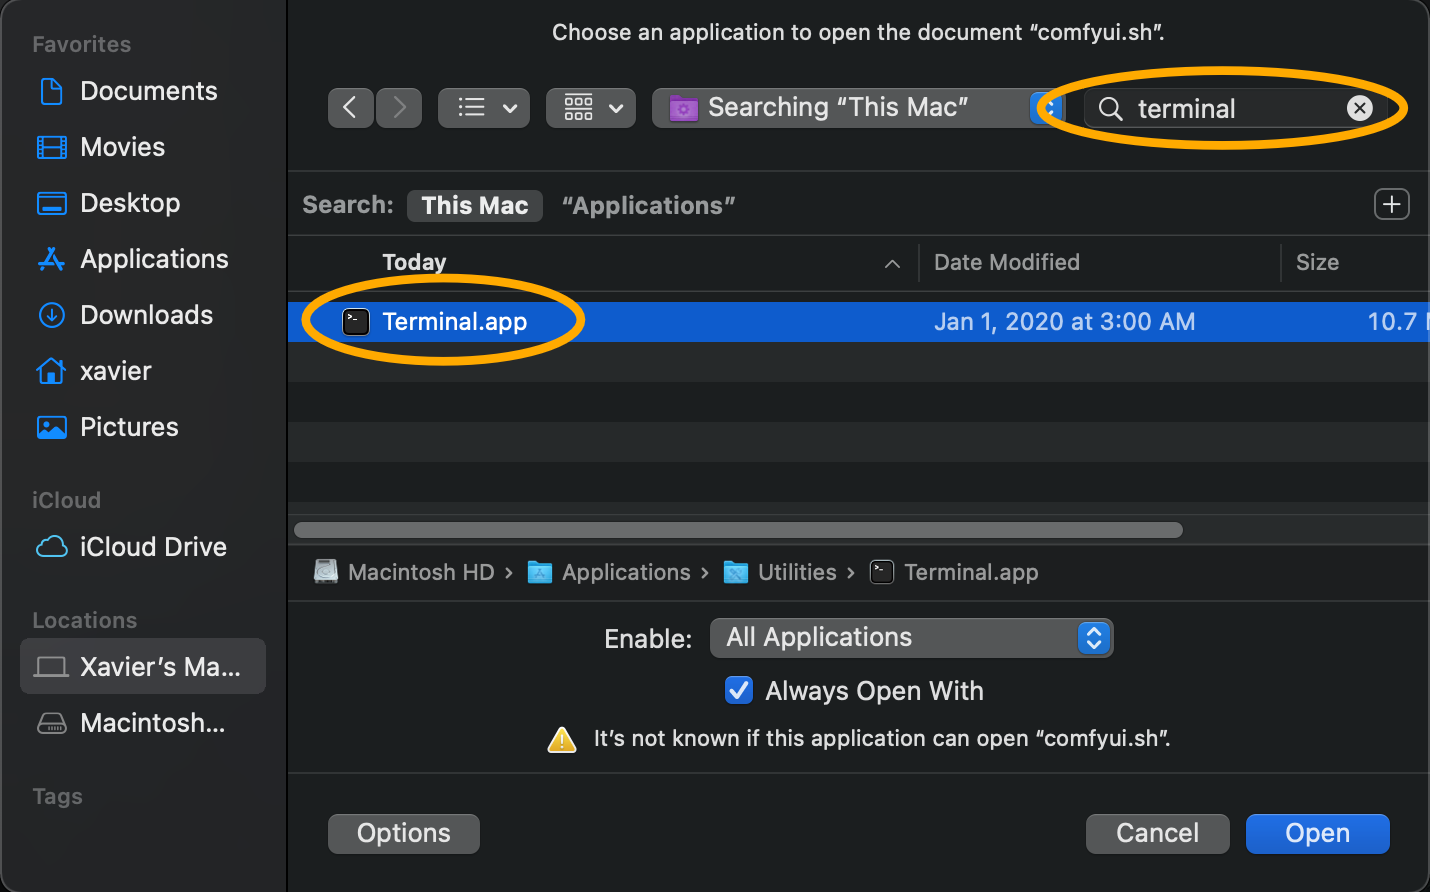 Favorites
Documents
Movies
Desktop
Applications
Downloads
xavier
Pictures
iCloud
iCloud Drive
Locations
Xavier’s Ma...
Macintosh...
Tags
Choose an application to open the document “comfyui.sh”.
Searching “This Mac”
terminal
Search: This Mac “Applications”
Today Date Modified Size
Terminal.app Jan 1, 2020 at 3:00 AM 10.7
Macintosh HD › Applications › Utilities › Terminal.app
Enable: All Applications
Always Open With
It’s not known if this application can open “comfyui.sh”.
Options Cancel Open